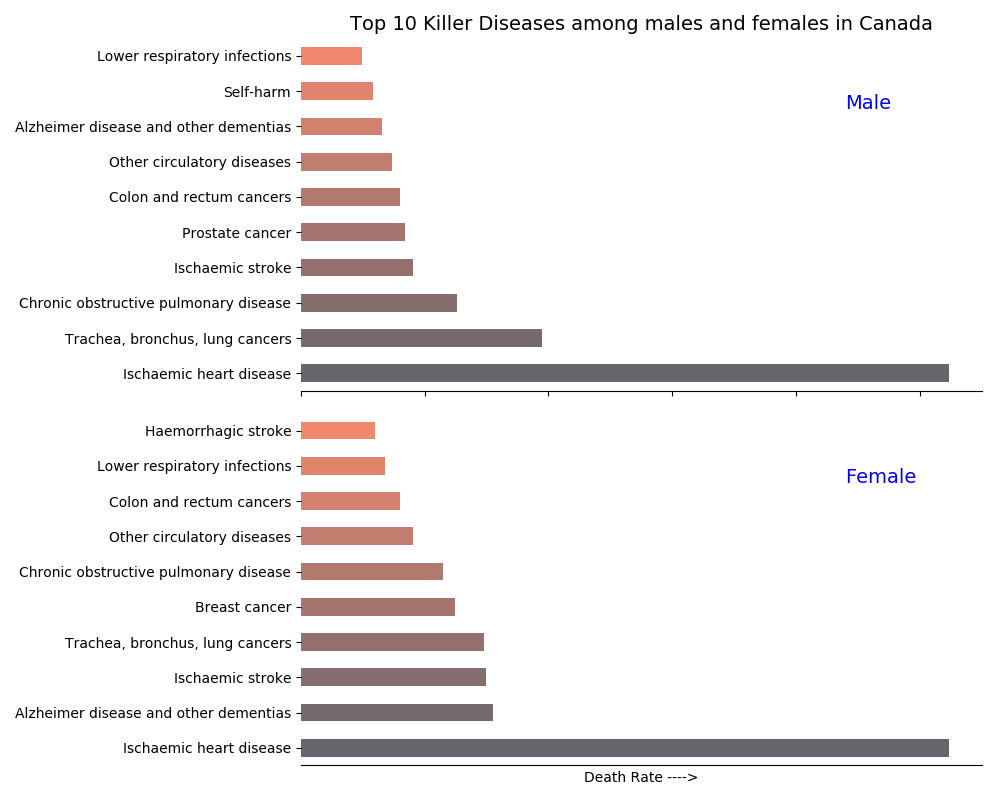 Top 10 Killer Diseases among males and females in Canada
Lower respiratory infections
Self-harm
Male
Alzheimer disease and other dementias
Other circulatory diseases
Colon and rectum cancers
Prostate cancer
Ischaemic stroke
Chronic obstructive pulmonary disease
Trachea, bronchus, lung cancers
Ischaemic heart disease
Haemorrhagic stroke
Lower respiratory infections
Female
Colon and rectum cancers
Other circulatory diseases
Chronic obstructive pulmonary disease
Breast cancer
Trachea, bronchus, lung cancers
Ischaemic stroke
Alzheimer disease and other dementias
Ischaemic heart disease
Death Rate ---->